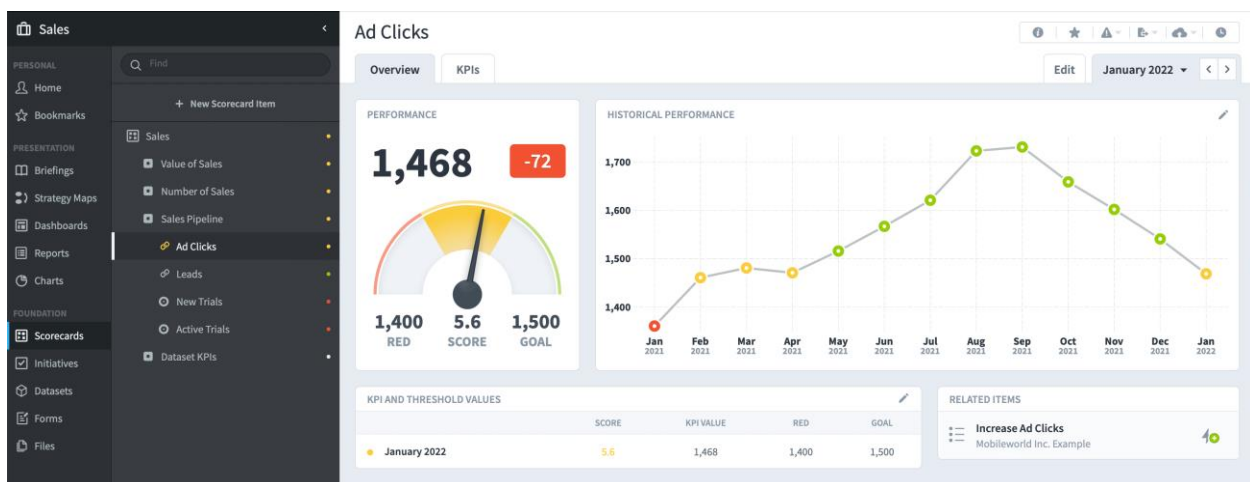 Sales
PERSONAL
Home
Bookmarks
PRESENTATION
Briefings
Strategy Maps
Dashboards
Reports
Charts
FOUNDATION
Scorecards
Initiatives
Datasets
Forms
Files
Find
+ New Scorecard Item
Sales
Value of Sales
Number of Sales
Sales Pipeline
Ad Clicks
Leads
New Trials
Active Trials
Dataset KPIs
Ad Clicks
Overview KPIs
Edit January 2022
PERFORMANCE
1,468 -72
1,400 5.6 1,500
RED SCORE GOAL
HISTORICAL PERFORMANCE
1,700
1,600
1,500
1,400
Jan Feb Mar Apr May Jun Jul Aug Sep Oct Nov Dec Jan
2021 2021 2021 2021 2021 2021 2021 2021 2021 2021 2021 2021 2022
KPI AND THRESHOLD VALUES
SCORE KPI VALUE RED GOAL
January 2022 5.6 1,468 1,400 1,500
RELATED ITEMS
Increase Ad Clicks
Mobileworld Inc. Example